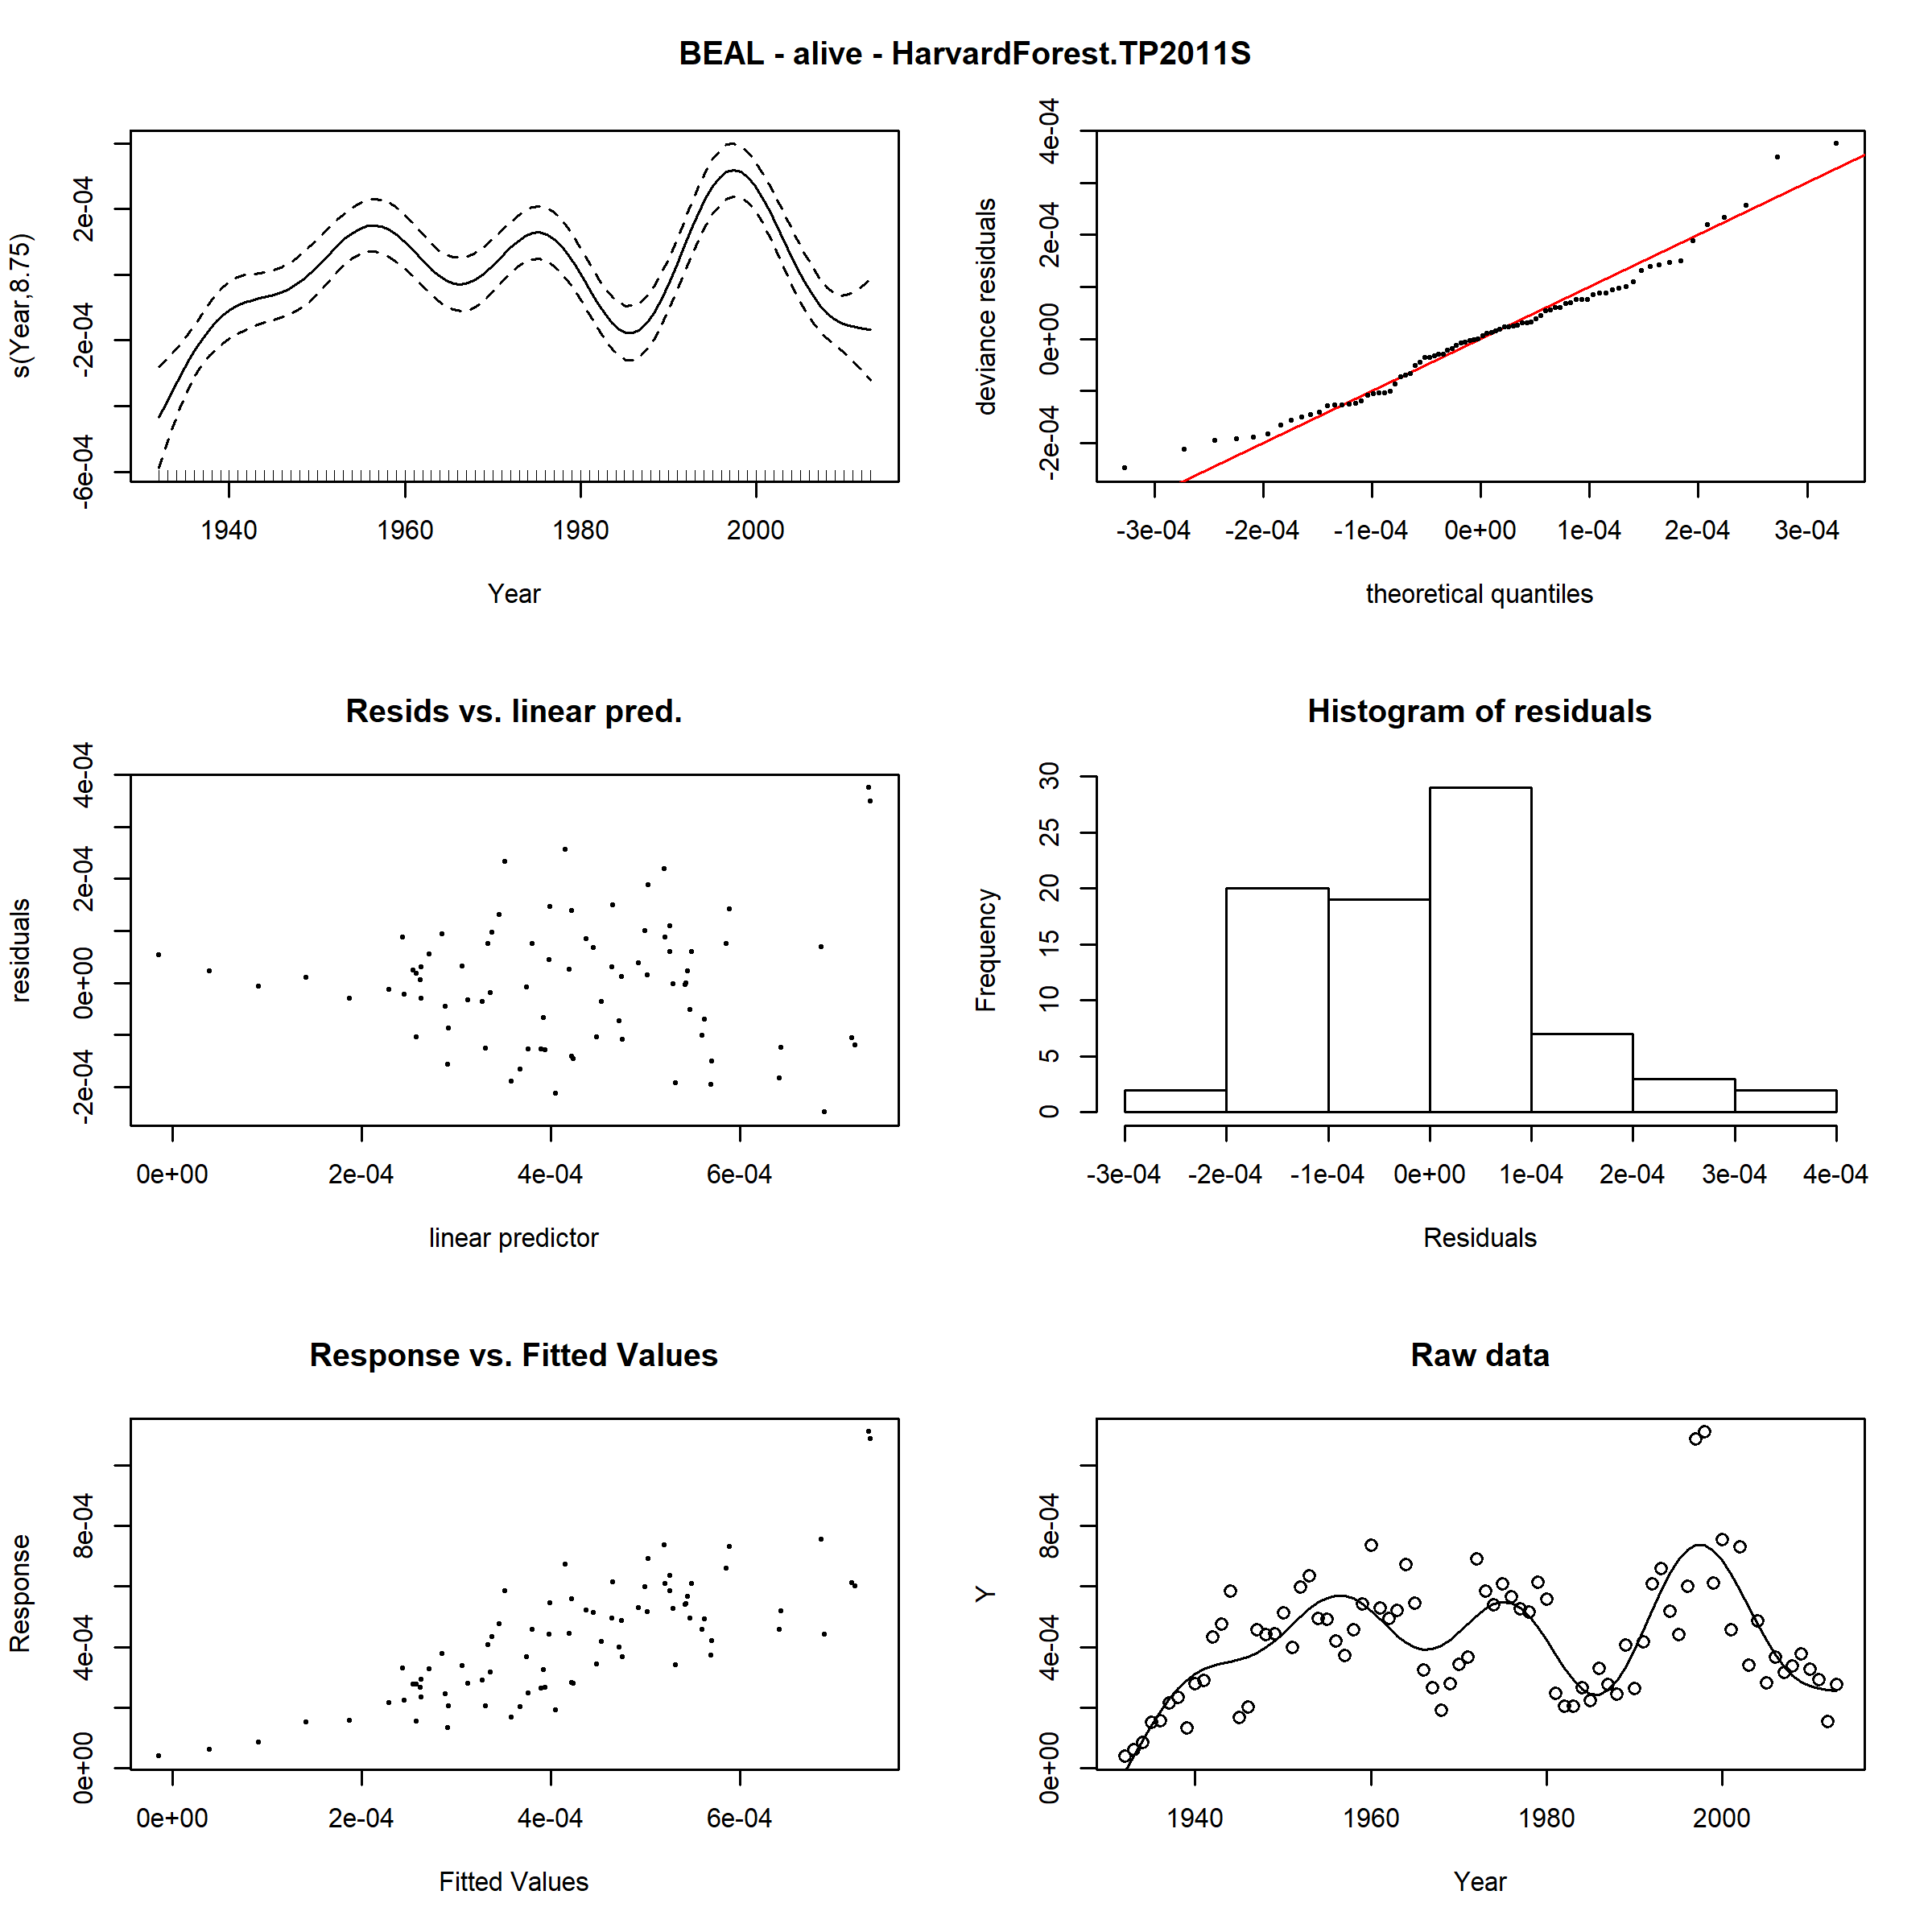 BEAL - alive - HarvardForest.TP2011S
s(Year,8.75)
-6e-04 -2e-04 2e-04
1940 1960 1980 2000
Year
deviance residuals
-2e-04 0e+00 2e-04 4e-04
-3e-04 -2e-04 -1e-04 0e+00 1e-04 2e-04 3e-04
theoretical quantiles
Resids vs. linear pred.
residuals
-2e-04 0e+00 2e-04 4e-04
0e+00 2e-04 4e-04 6e-04
linear predictor
Histogram of residuals
Frequency
0 5 10 15 20 25 30
-3e-04 -2e-04 -1e-04 0e+00 1e-04 2e-04 3e-04 4e-04
Residuals
Response vs. Fitted Values
Response
0e+00 4e-04 8e-04
0e+00 2e-04 4e-04 6e-04
Fitted Values
Raw data
Y
0e+00 4e-04 8e-04
1940 1960 1980 2000
Year